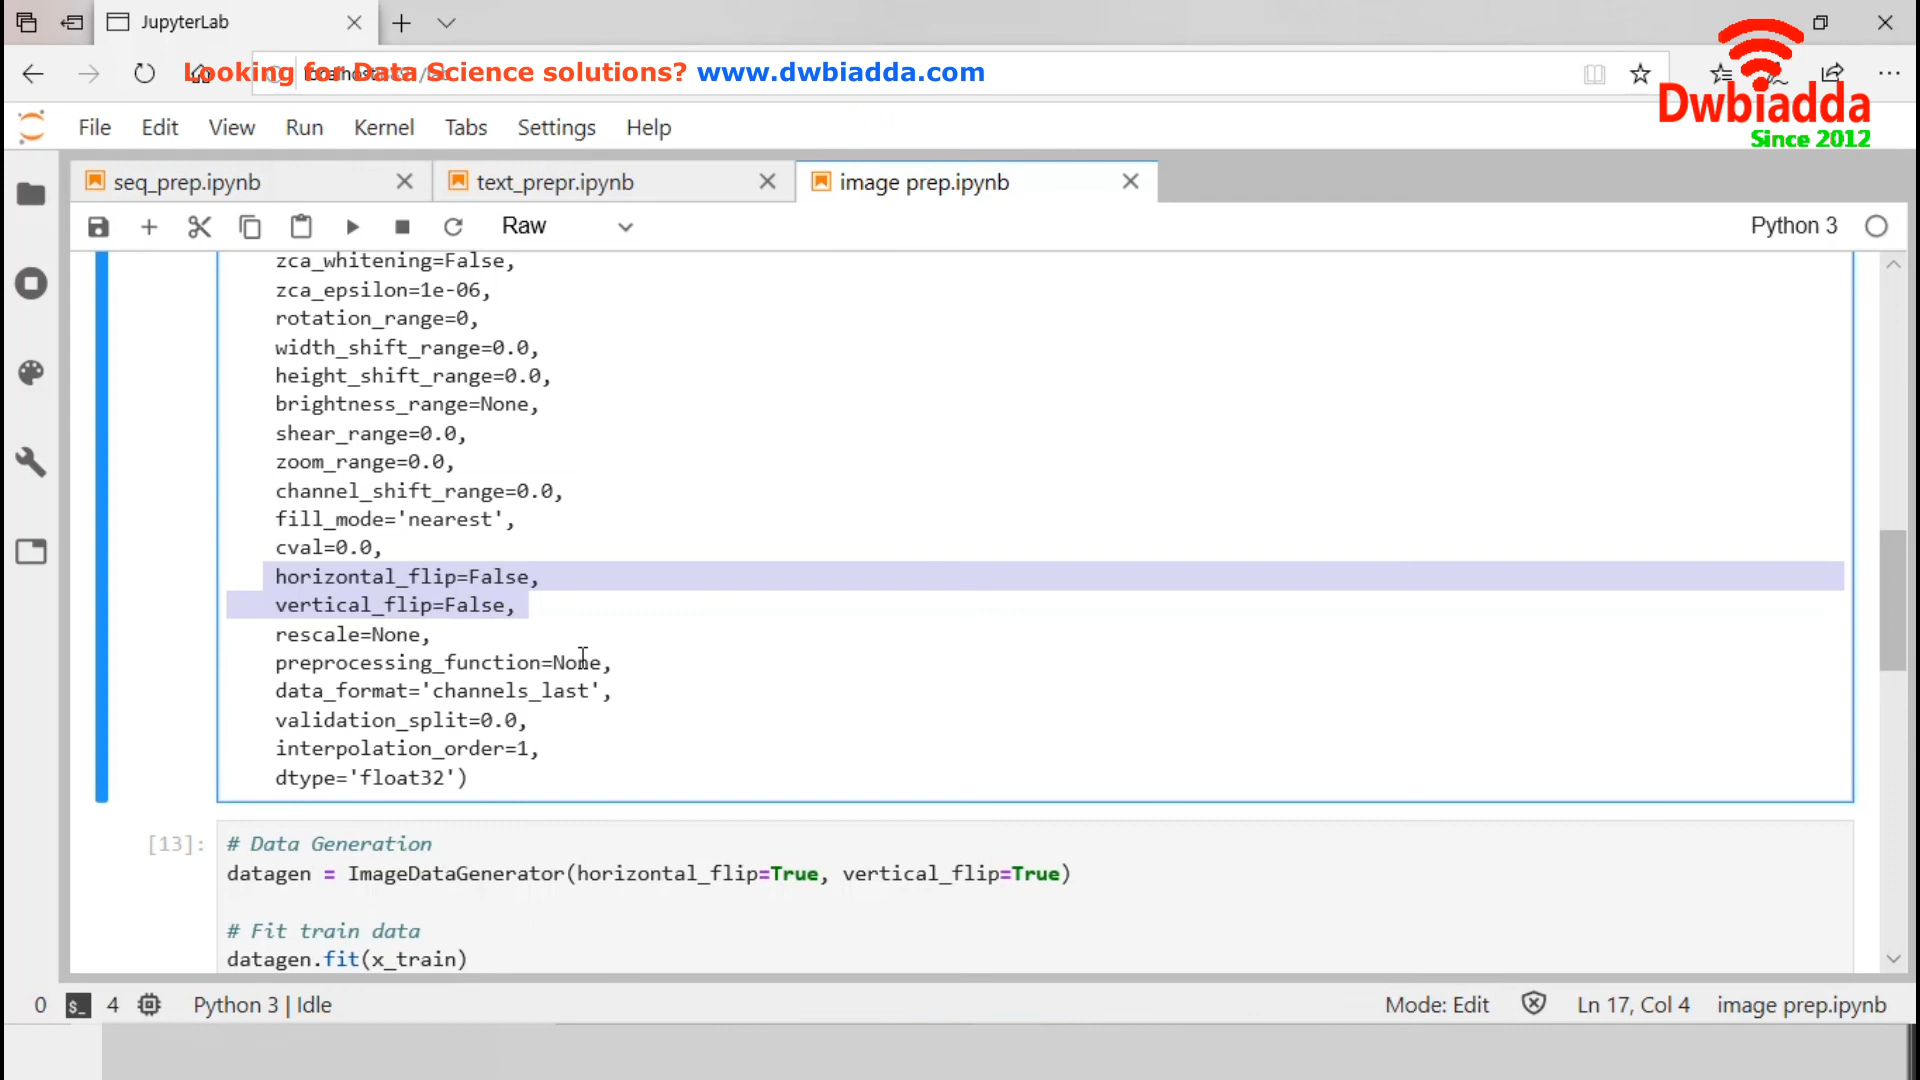 JupyterLab
Looking for Data Science solutions? www.dwbiadda.com
Dwbiadda
Since 2012
File Edit View Run Kernel Tabs Settings Help
seq_prep.ipynb text_prepr.ipynb image prep.ipynb
Raw Python 3
zca_whitening=False,
zca_epsilon=1e-06,
rotation_range=0,
width_shift_range=0.0,
height_shift_range=0.0,
brightness_range=None,
shear_range=0.0,
zoom_range=0.0,
channel_shift_range=0.0,
fill_mode='nearest',
cval=0.0,
horizontal_flip=False,
vertical_flip=False,
rescale=None,
preprocessing_function=None,
data_format='channels_last',
validation_split=0.0,
interpolation_order=1,
dtype='float32')
[13]: # Data Generation
datagen = ImageDataGenerator(horizontal_flip=True, vertical_flip=True)
# Fit train data
datagen.fit(x_train)
0 $_ 4 Python 3 | Idle Mode: Edit Ln 17, Col 4 image prep.ipynb